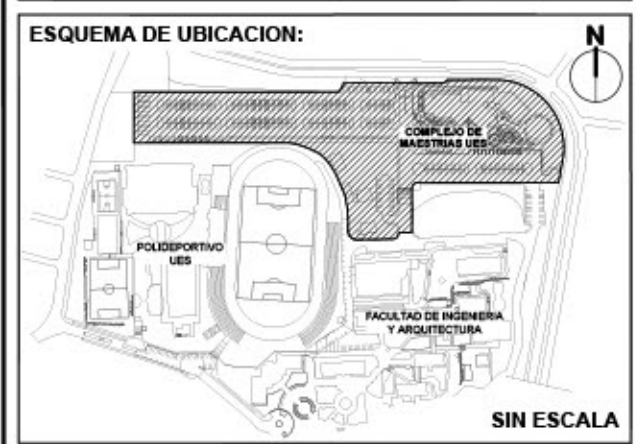 ESQUEMA DE UBICACION:
N
COMPLEJO DE
MAESTRIAS UES
POLIDEPORTIVO
UES
FACULTAD DE INGENIERIA
Y ARQUITECTURA
SIN ESCALA